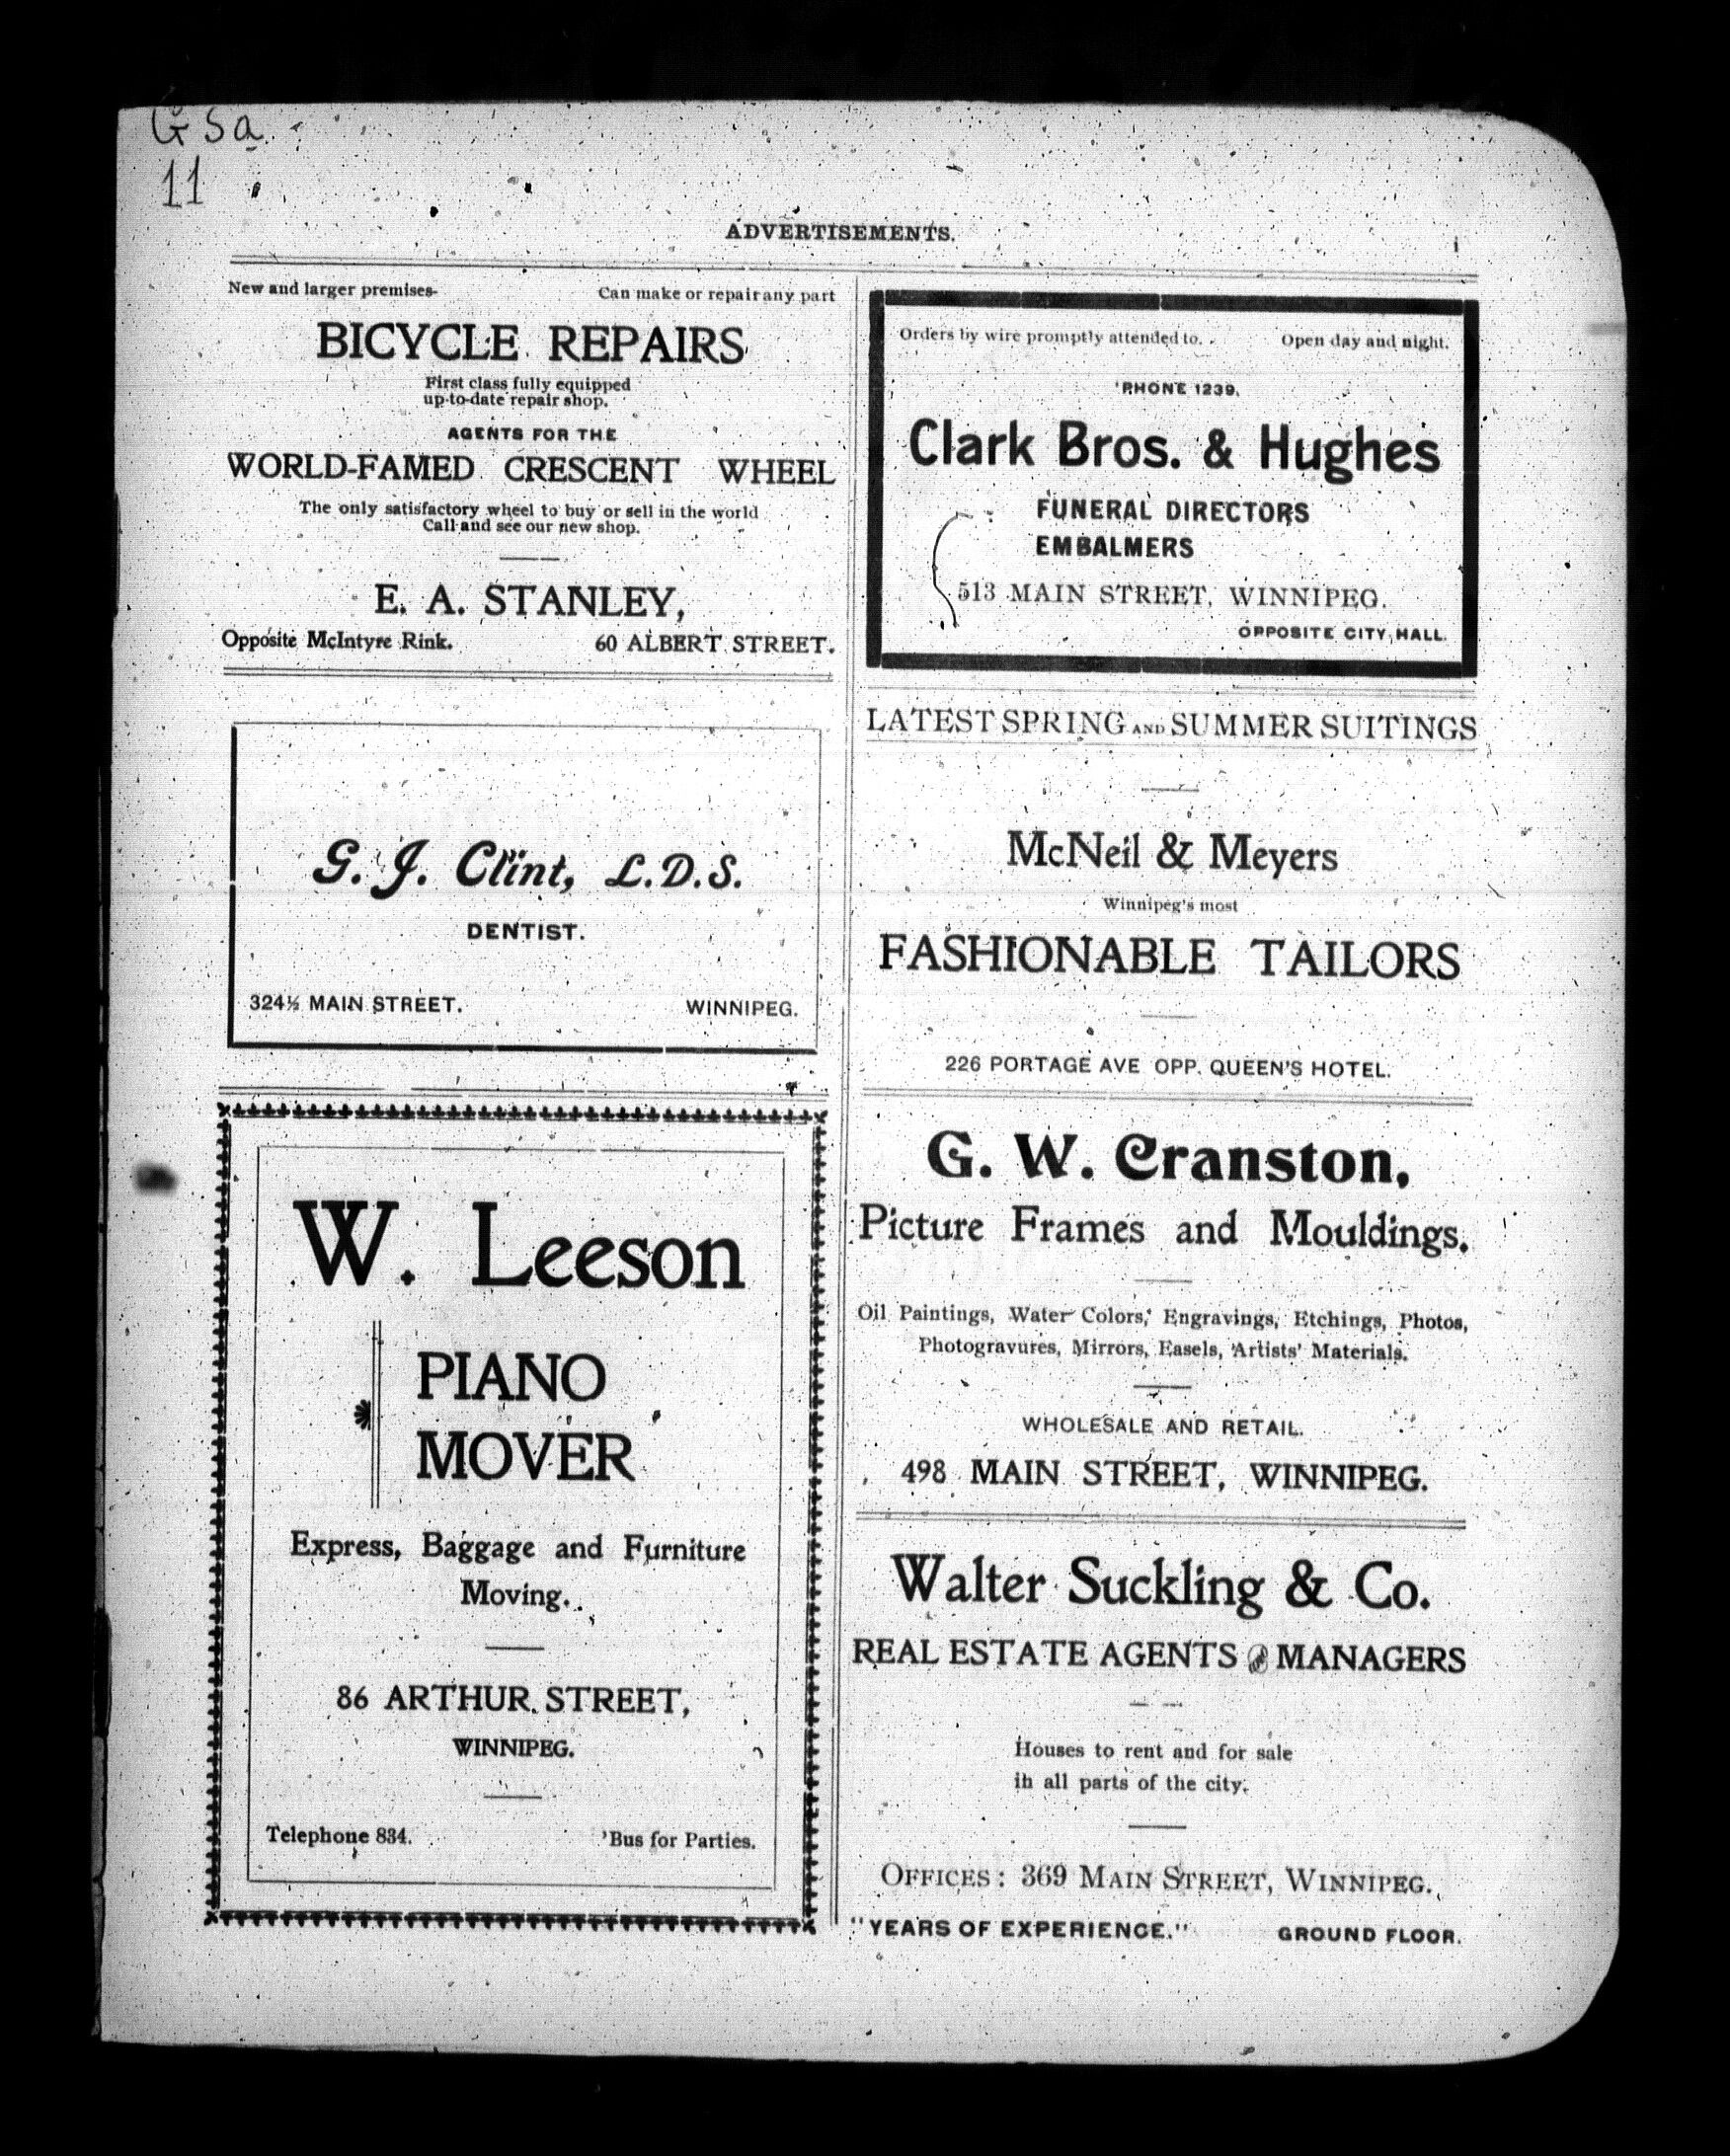 GSa
11
ADVERTISEMENTS.
i
New and larger premises- Can make or repair any part
BICYCLE REPAIRS
First class fully equipped
up-to-date repair shop.
AGENTS FOR THE
WORLD-FAMED CRESCENT WHEEL
The only satisfactory wheel to buy or sell in the world
Call and see our new shop.
E. A. STANLEY,
Opposite McIntyre Rink. 60 ALBERT STREET.
G. J. Clint, L.D.S.
DENTIST.
324½ MAIN STREET. WINNIPEG.
W. Leeson
PIANO
MOVER
Express, Baggage and Furniture
Moving.
86 ARTHUR STREET,
WINNIPEG.
Telephone 834. 'Bus for Parties.
Orders by wire promptly attended to. Open day and night.
'PHONE 1239.
Clark Bros. & Hughes
FUNERAL DIRECTORS
EMBALMERS
513 MAIN STREET, WINNIPEG.
OPPOSITE CITY HALL.
LATEST SPRING AND SUMMER SUITINGS
McNeil & Meyers
Winnipeg's most
FASHIONABLE TAILORS
226 PORTAGE AVE OPP. QUEEN'S HOTEL.
G. W. Cranston,
Picture Frames and Mouldings.
Oil Paintings, Water Colors, Engravings, Etchings, Photos,
Photogravures, Mirrors, Easels, Artists' Materials.
WHOLESALE AND RETAIL.
498 MAIN STREET, WINNIPEG.
Walter Suckling & Co.
REAL ESTATE AGENTS & MANAGERS
Houses to rent and for sale
in all parts of the city.
OFFICES: 369 MAIN STREET, WINNIPEG.
"YEARS OF EXPERIENCE." GROUND FLOOR.